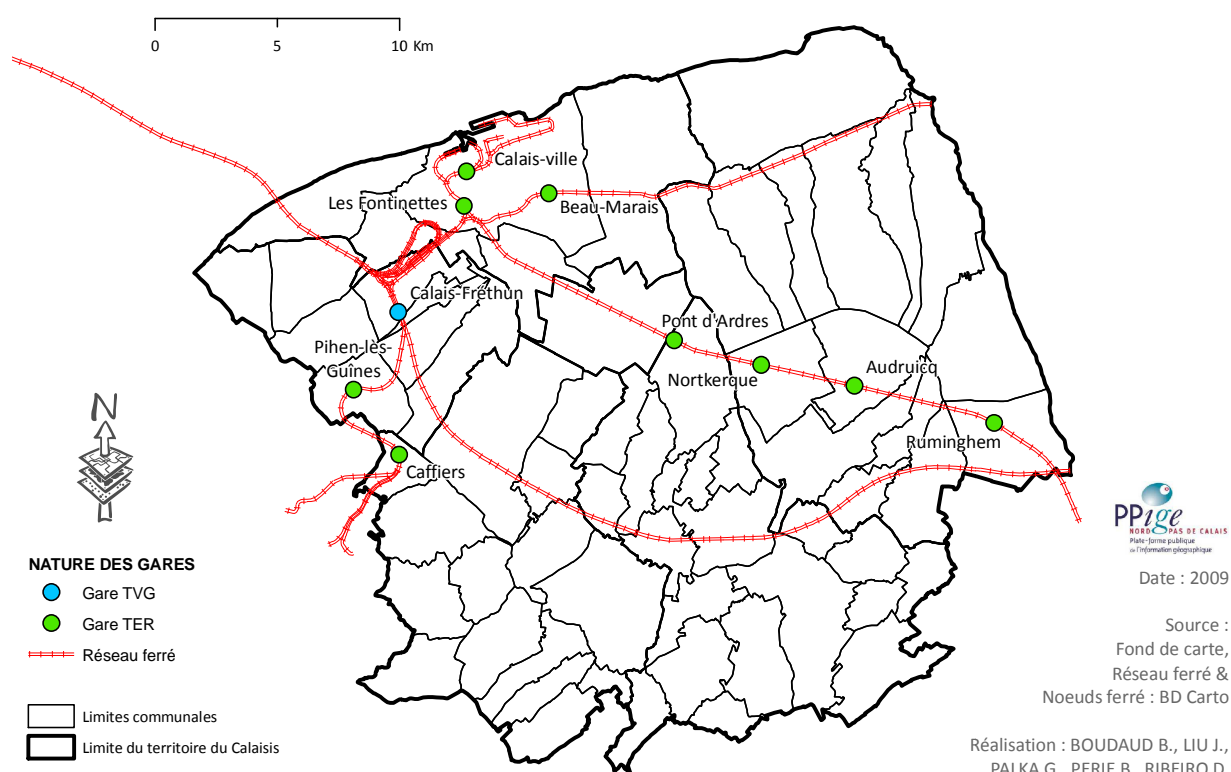 0 5 10 Km
Calais-ville
Les Fontinettes
Beau-Marais
Calais-Fréthun
Pihen-lès-
Guînes
Pont d'Ardres
Nortkerque
Audruicq
Ruminghem
Caffiers
N
NATURE DES GARES
Gare TVG
Gare TER
Réseau ferré
Limites communales
Limite du territoire du Calaisis
PPige
NORD PAS DE CALAIS
Plate-forme publique
de l'information géographique
Date : 2009
Source :
Fond de carte,
Réseau ferré &
Noeuds ferré : BD Carto
Réalisation : BOUDAUD B., LIU J.,
PALKA G., PERIE B., RIBEIRO D.